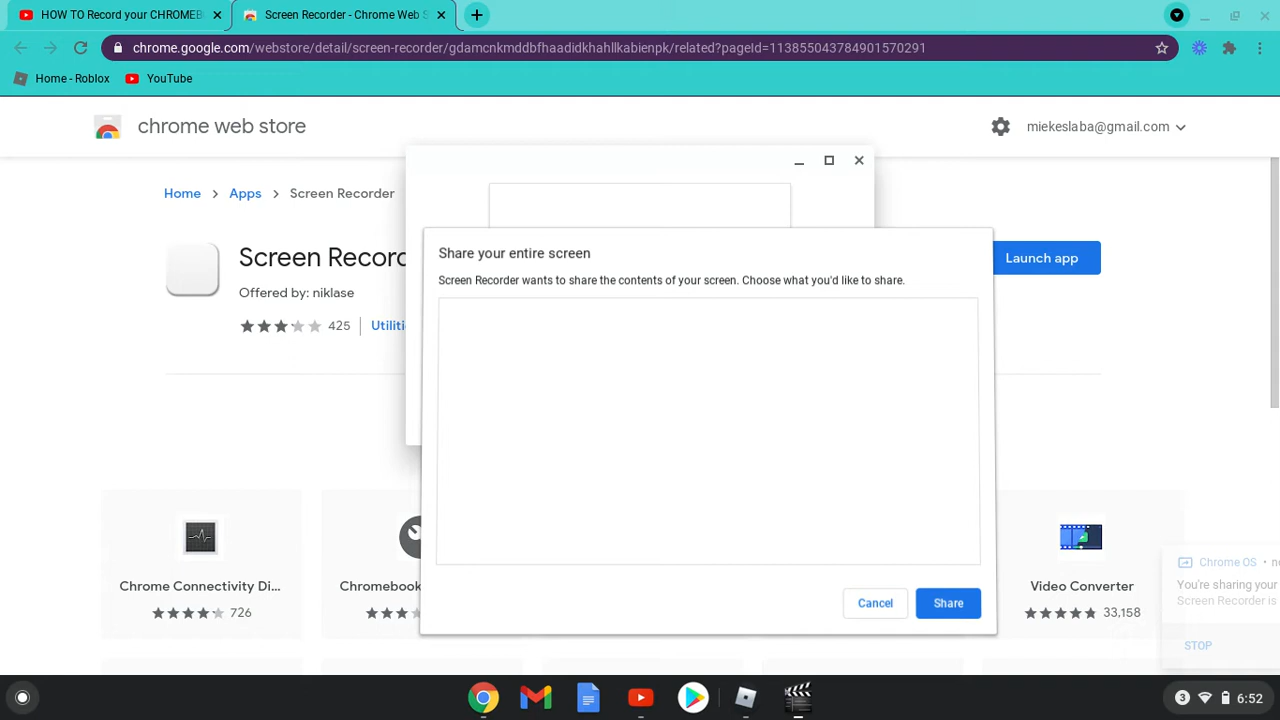 HOW TO Record your CHROMEB
Screen Recorder - Chrome Web S
chrome.google.com/webstore/detail/screen-recorder/gdamcnkmddbfhaadidkhahllkabienpk/related?pageId=113855043784901570291
Home - Roblox
YouTube
chrome web store
miekeslaba@gmail.com
Home
Apps
Screen Recorder
Screen Recor
Offered by: niklase
425
Utiliti
Launch app
Share your entire screen
Screen Recorder wants to share the contents of your screen. Choose what you'd like to share.
Cancel
Share
Chrome Connectivity Di...
726
Chromebook
Video Converter
33,158
Chrome OS • no
You're sharing your
Screen Recorder is
STOP
3
6:52